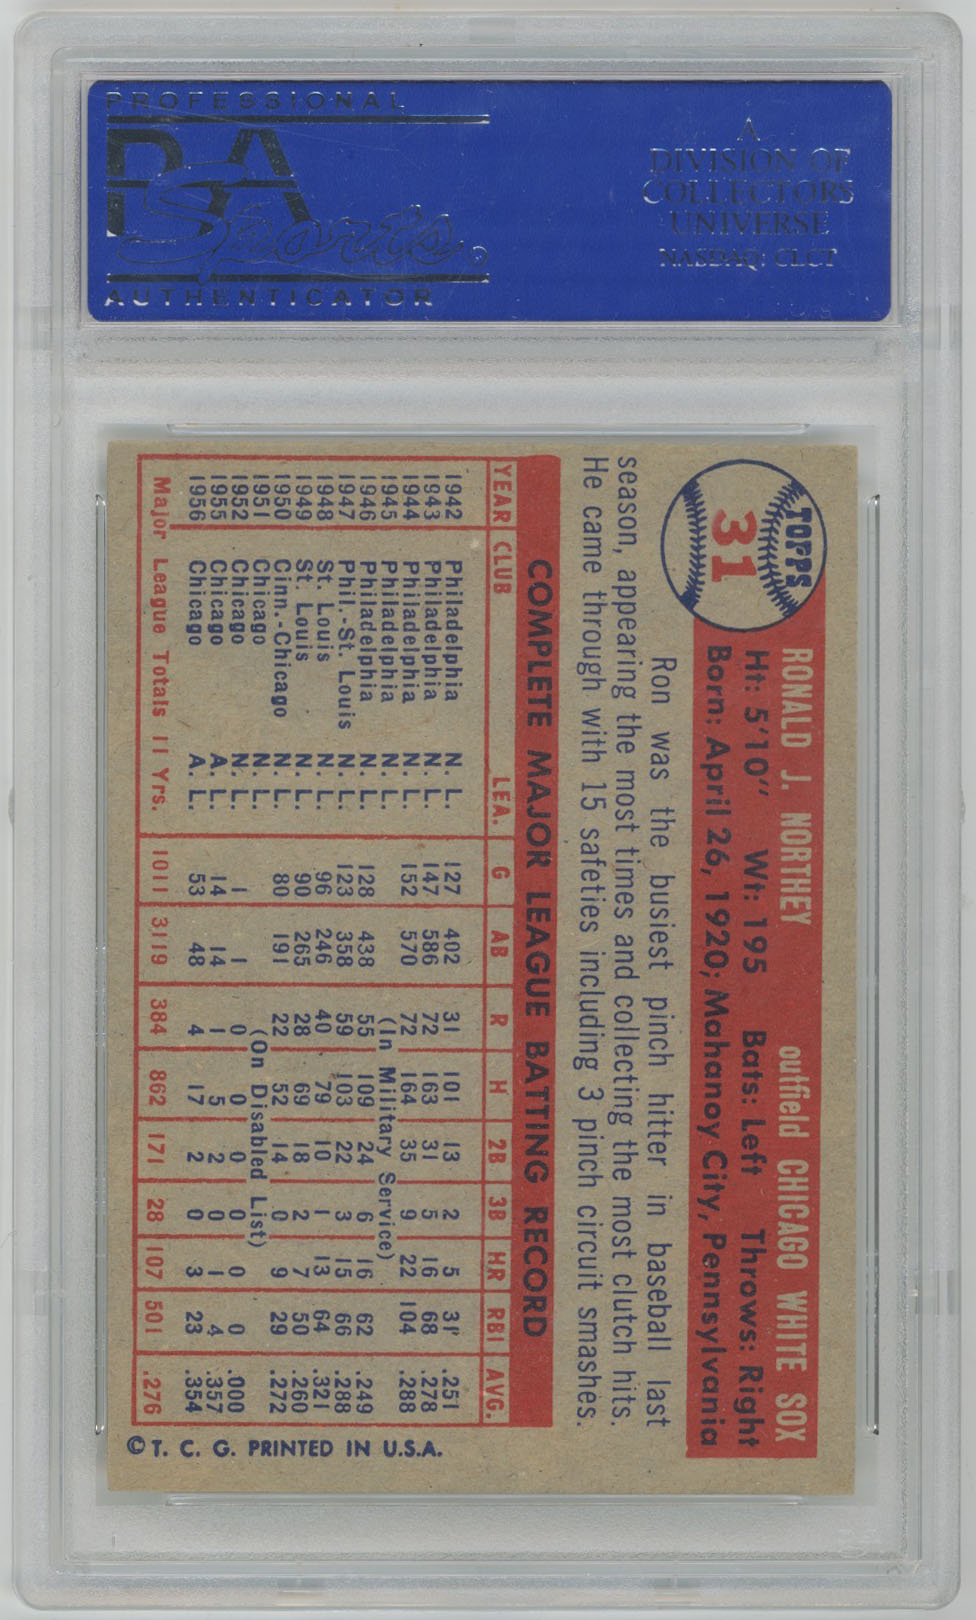 PROFESSIONAL
PSA
Sports
AUTHENTICATOR
A
DIVISION OF
COLLECTORS
UNIVERSE
NASDAQ: CLCT
TOPPS
31
RONALD J. NORTHEY outfield CHICAGO WHITE SOX
Ht: 5'10" Wt: 195 Bats: Left Throws: Right
Born: April 26, 1920; Mahanoy City, Pennsylvania
Ron was the busiest pinch hitter in baseball last
season, appearing the most times and collecting the most clutch hits.
He came through with 15 safeties including 3 pinch circuit smashes.
COMPLETE MAJOR LEAGUE BATTING RECORD
YEAR CLUB LEA. G AB R H 2B 3B HR RBI AVG.
1942 Philadelphia N. L. 127 402 31 101 13 2 5 31 .251
1943 Philadelphia N. L. 147 586 72 163 31 5 16 68 .278
1944 Philadelphia N. L. 152 570 72 164 35 9 22 104 .288
1945 Philadelphia N. L. (In Military Service)
1946 Philadelphia N. L. 128 438 55 109 24 6 16 62 .249
1947 Phil.-St. Louis N. L. 123 358 59 103 22 3 15 66 .288
1948 St. Louis N. L. 96 246 40 79 10 1 13 64 .321
1949 St. Louis N. L. 90 265 28 69 18 2 7 50 .260
1950 Cinn.-Chicago N. L. 80 191 22 52 14 0 9 29 .272
1951 Chicago N. L. (On Disabled List)
1952 Chicago N. L. 1 1 0 0 0 0 0 0 .000
1955 Chicago A. L. 14 14 1 5 2 0 1 4 .357
1956 Chicago A. L. 53 48 4 17 2 0 3 23 .354
Major League Totals 11 Yrs. 1011 3119 384 862 171 28 107 501 .276
© T. C. G. PRINTED IN U.S.A.